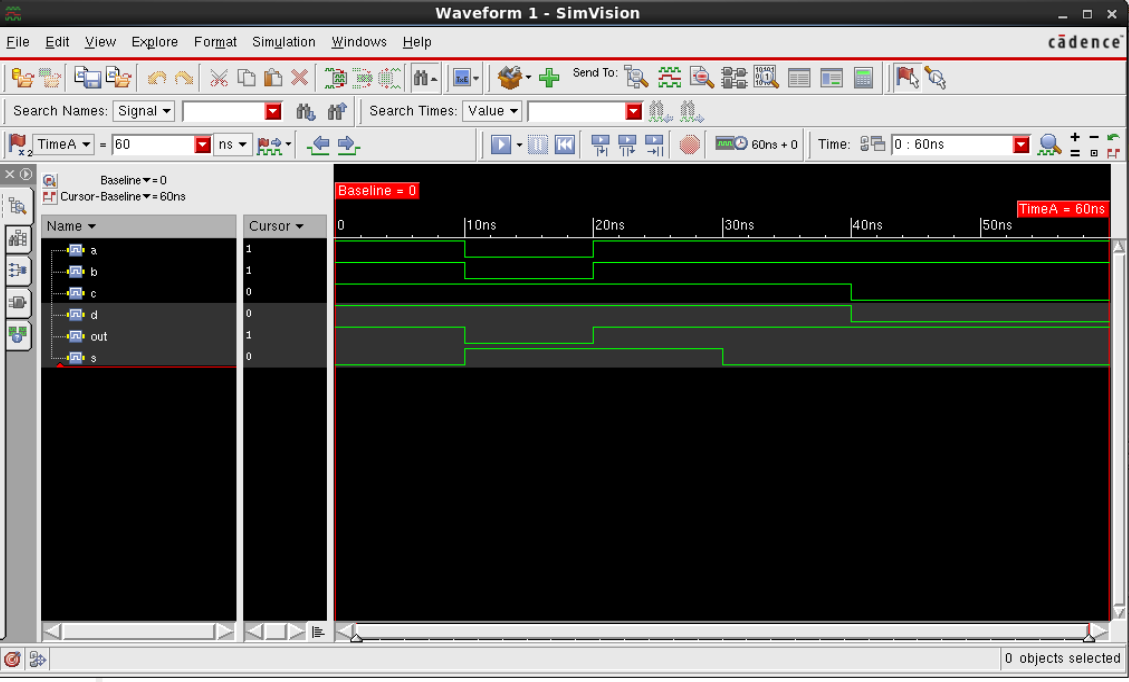 Waveform 1 - SimVision
File Edit View Explore Format Simulation Windows Help
cādence
Send To:
Search Names: Signal
Search Times: Value
x2 TimeA = 60 ns
60ns + 0
Time: 0 : 60ns
Baseline = 0
Cursor-Baseline = 60ns
Baseline = 0
TimeA = 60ns
Name Cursor
0 10ns 20ns 30ns 40ns 50ns
a 1
b 1
c 0
d 0
out 1
s 0
0 objects selected